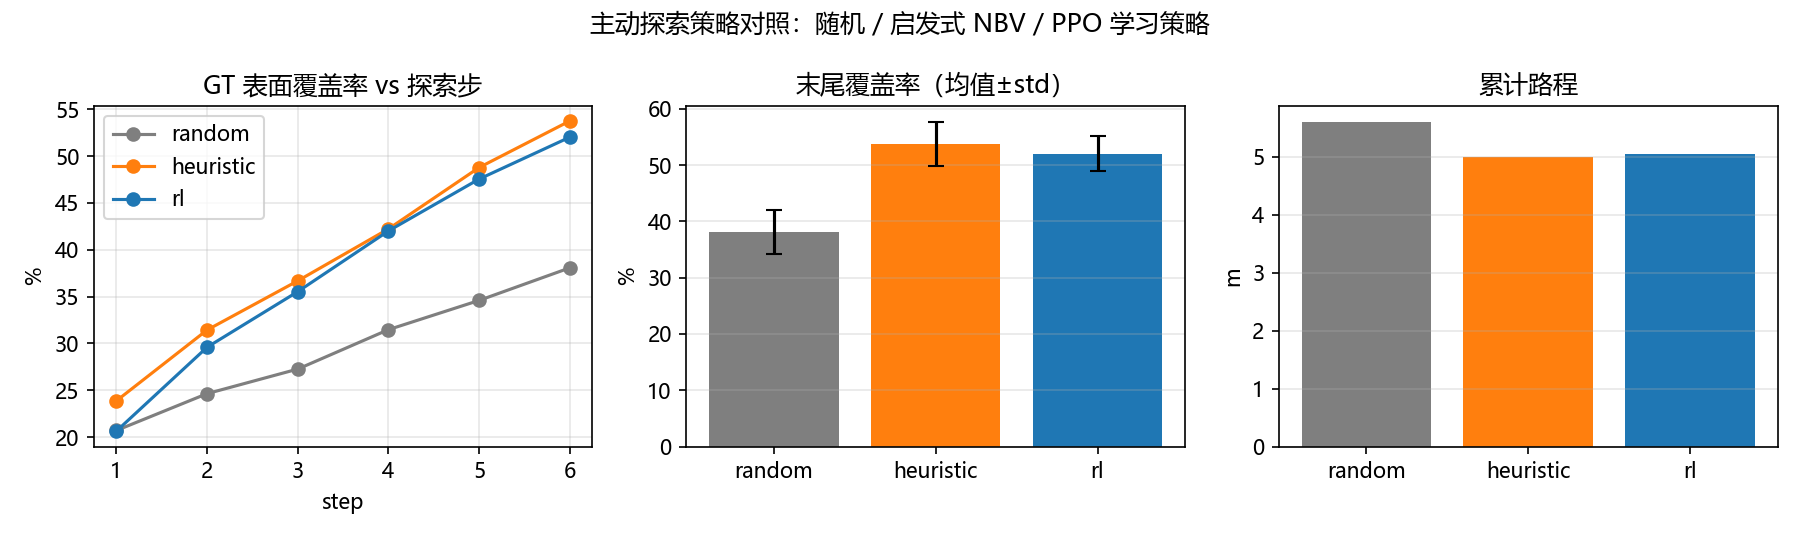 主动探索策略对照：随机 / 启发式 NBV / PPO 学习策略
GT 表面覆盖率 vs 探索步
55
50
45
40
35
30
25
20
%
random
heuristic
rl
1 2 3 4 5 6
step
末尾覆盖率（均值±std）
60
50
40
30
20
10
0
%
random heuristic rl
累计路程
5
4
3
2
1
0
m
random heuristic rl